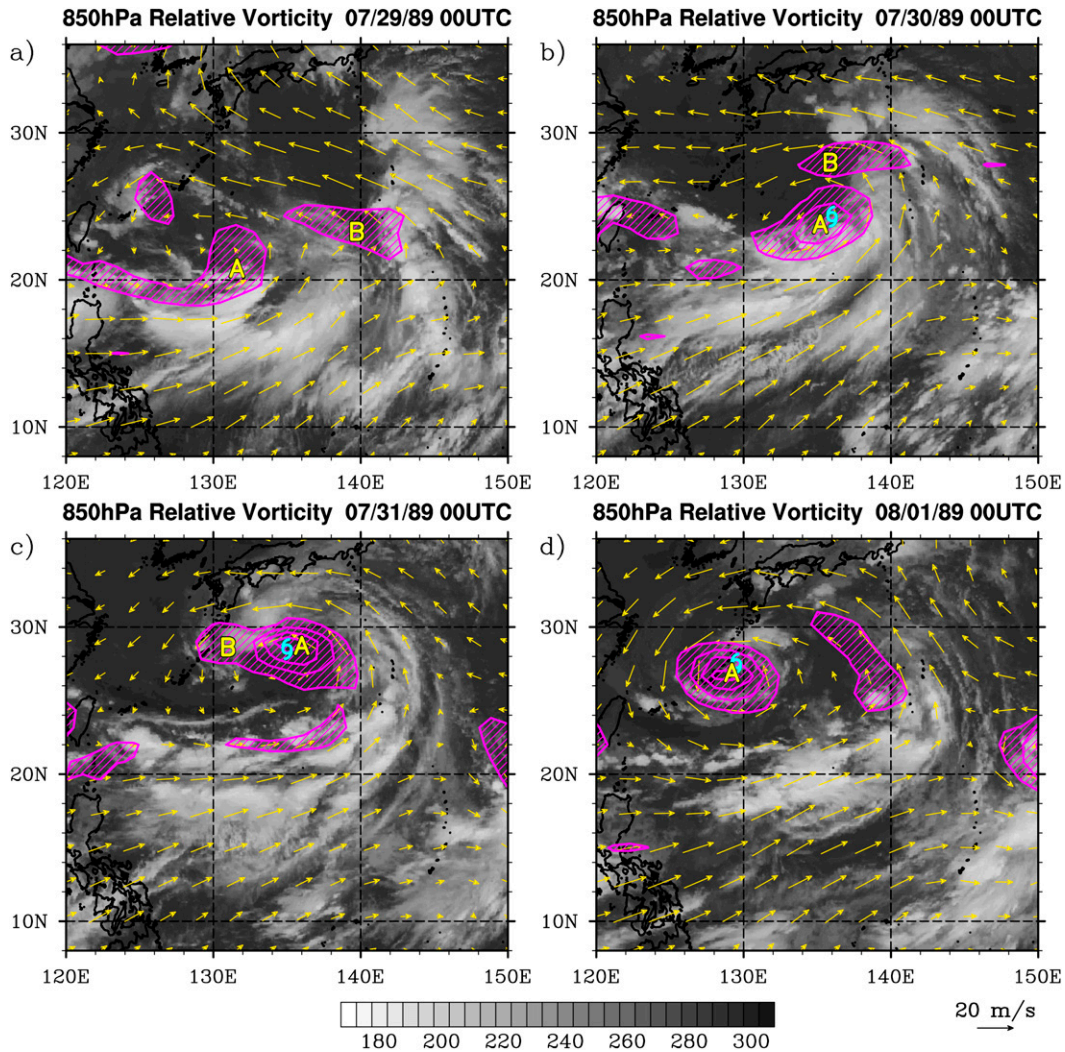 850hPa Relative Vorticity 07/29/89 00UTC
850hPa Relative Vorticity 07/30/89 00UTC
a)
b)
30N
20N
10N
A
B
120E 130E 140E 150E
30N
20N
10N
B
A
120E 130E 140E 150E
850hPa Relative Vorticity 07/31/89 00UTC
850hPa Relative Vorticity 08/01/89 00UTC
c)
d)
30N
20N
10N
B A
120E 130E 140E 150E
30N
20N
10N
A
120E 130E 140E 150E
180 200 220 240 260 280 300
20 m/s